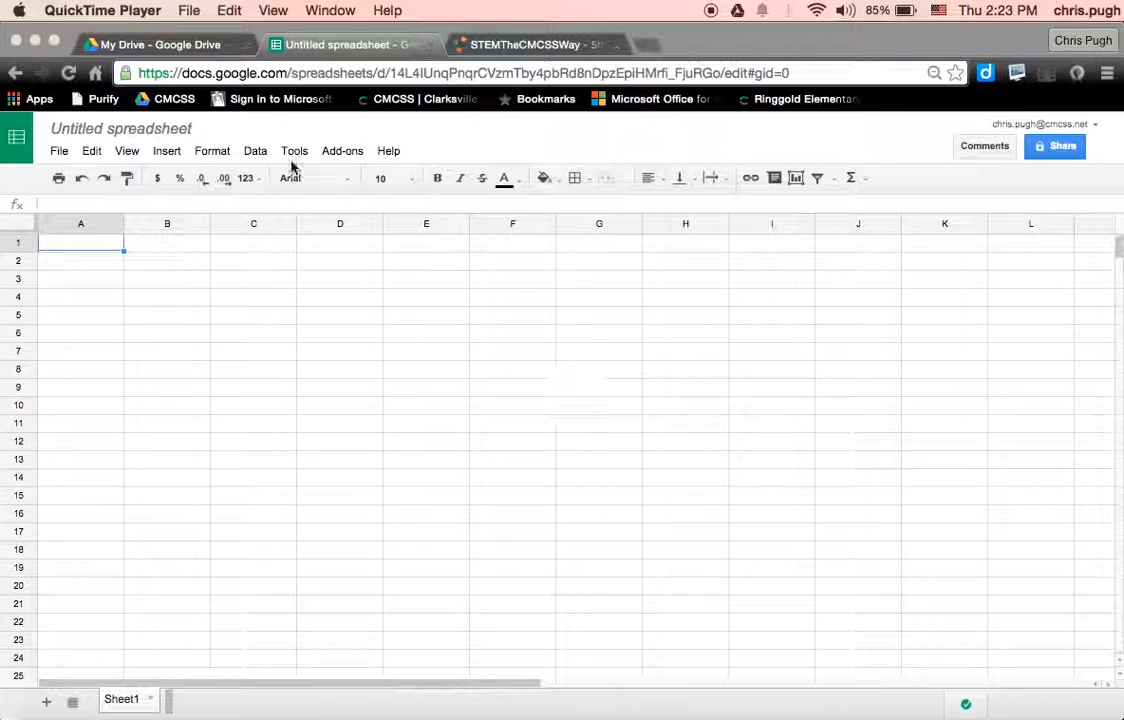 QuickTime Player File Edit View Window Help 85% Thu 2:23 PM chris.pugh
My Drive - Google Drive Untitled spreadsheet - G STEMTheCMCSSWay - 5th Chris Pugh
https://docs.google.com/spreadsheets/d/14L4lUnqPnqrCVzmTby4pbRd8nDpzEpiHMrfi_FjuRGo/edit#gid=0
Apps Purify CMCSS Sign In to Microsoft CMCSS | Clarksville Bookmarks Microsoft Office for Ringgold Elementar
Untitled spreadsheet chris.pugh@cmcss.net
File Edit View Insert Format Data Tools Add-ons Help Comments Share
$ % .0 .00 123 Arial 10 B I S A Σ
fx
A B C D E F G H I J K L
1
2
3
4
5
6
7
8
9
10
11
12
13
14
15
16
17
18
19
20
21
22
23
24
25
Sheet1